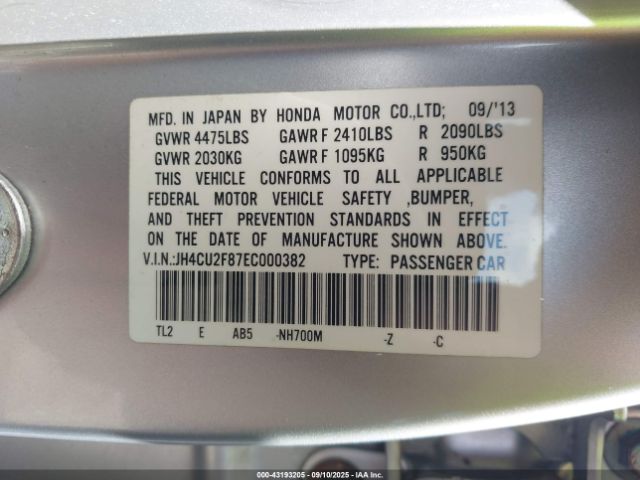 MFD. IN JAPAN BY HONDA MOTOR CO.,LTD; 09/'13
GVWR 4475LBS GAWR F 2410LBS R 2090LBS
GVWR 2030KG GAWR F 1095KG R 950KG
THIS VEHICLE CONFORMS TO ALL APPLICABLE
FEDERAL MOTOR VEHICLE SAFETY ,BUMPER,
AND THEFT PREVENTION STANDARDS IN EFFECT
ON THE DATE OF MANUFACTURE SHOWN ABOVE.
V.I.N.:JH4CU2F87EC000382 TYPE: PASSENGER CAR
TL2 E AB5 -NH700M -Z -C
000-43193205 - 09/10/2025 - © IAA, Inc.